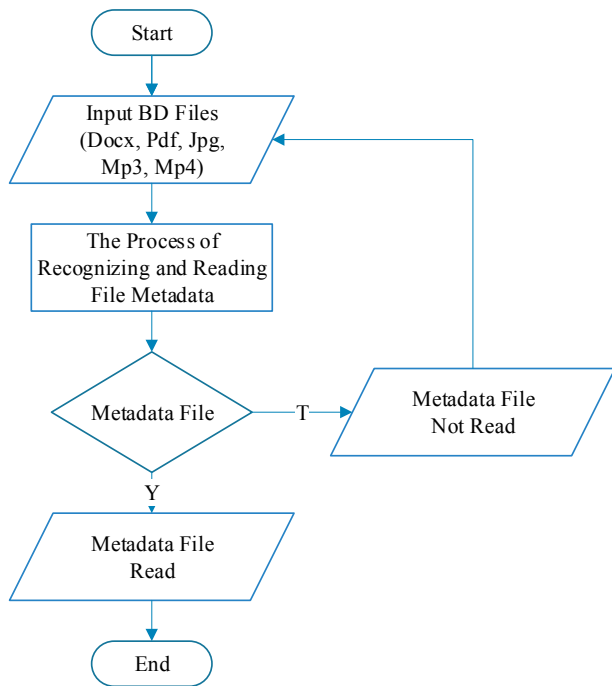 Start
Input BD Files
(Docx, Pdf, Jpg,
Mp3, Mp4)
The Process of
Recognizing and Reading
File Metadata
Metadata File
T
Metadata File
Not Read
Y
Metadata File
Read
End